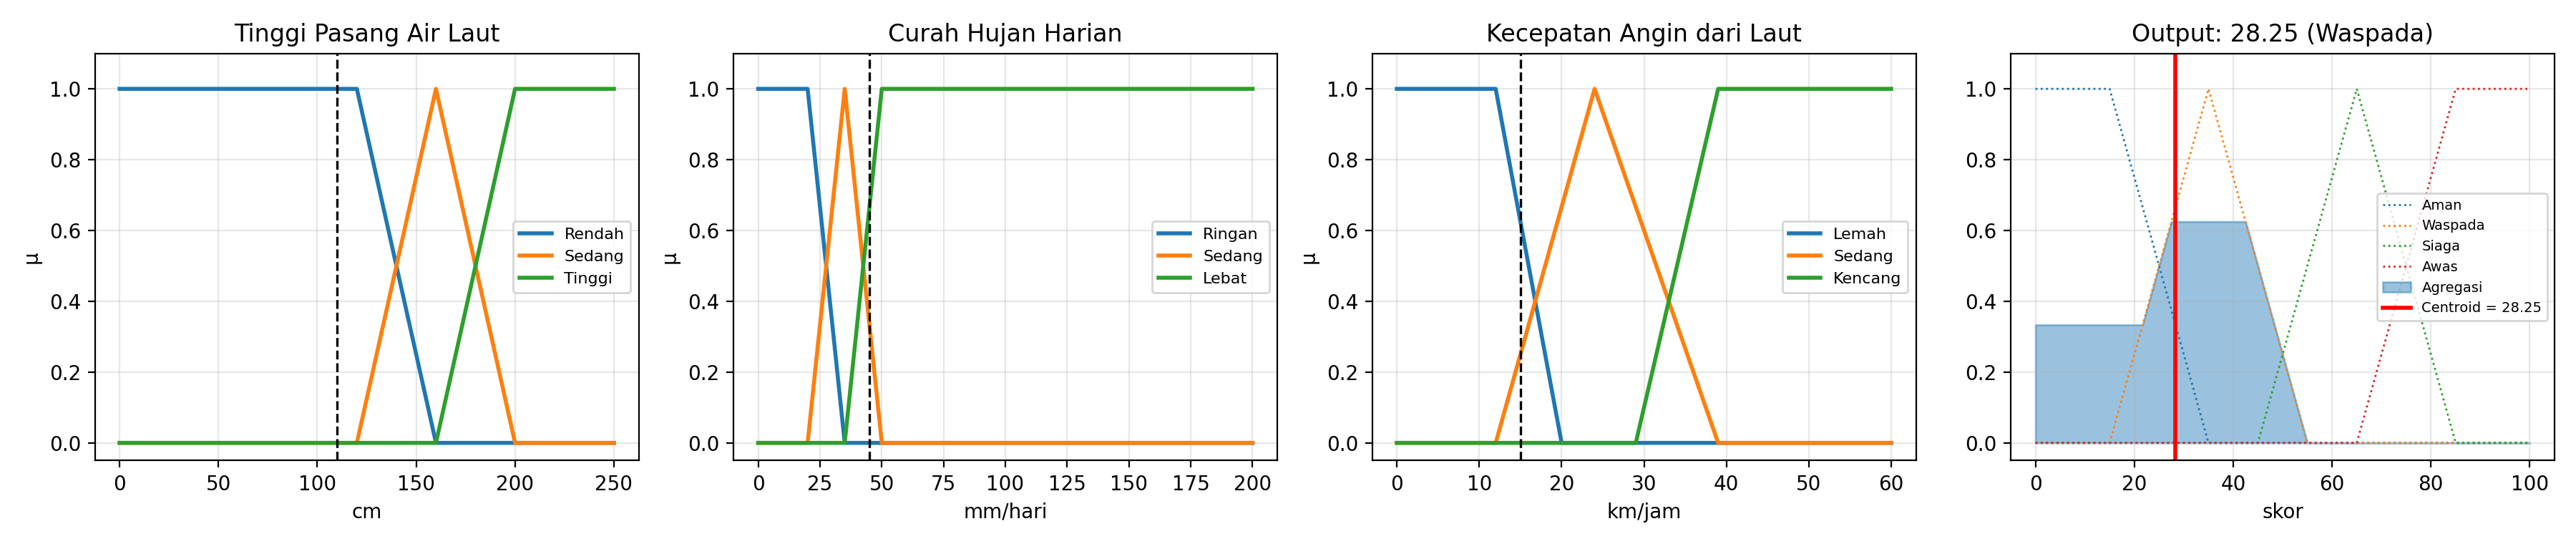 Tinggi Pasang Air Laut
μ
1.0
0.8
0.6
0.4
0.2
0.0
Rendah
Sedang
Tinggi
0 50 100 150 200 250
cm
Curah Hujan Harian
μ
1.0
0.8
0.6
0.4
0.2
0.0
Ringan
Sedang
Lebat
0 25 50 75 100 125 150 175 200
mm/hari
Kecepatan Angin dari Laut
μ
1.0
0.8
0.6
0.4
0.2
0.0
Lemah
Sedang
Kencang
0 10 20 30 40 50 60
km/jam
Output: 28.25 (Waspada)
1.0
0.8
0.6
0.4
0.2
0.0
Aman
Waspada
Siaga
Awas
Agregasi
Centroid = 28.25
0 20 40 60 80 100
skor